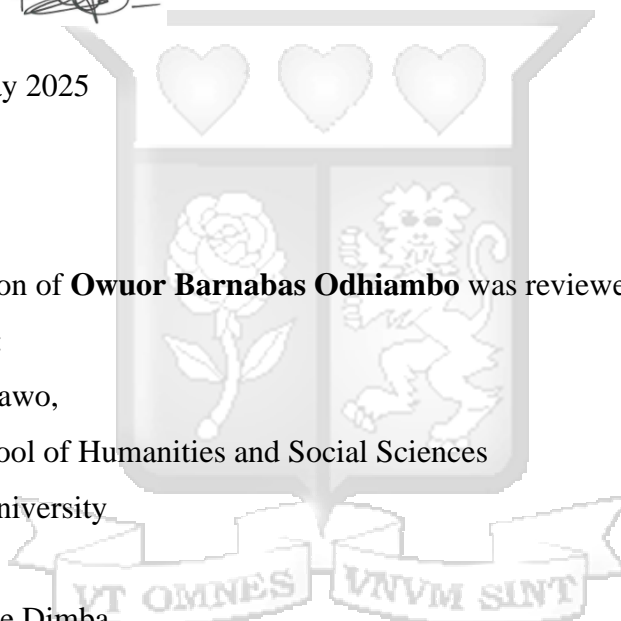 y 2025
on of Owuor Barnabas Odhiambo was reviewe
awo,
ool of Humanities and Social Sciences
niversity
VT OMNES VNVM SINT
e Dimba